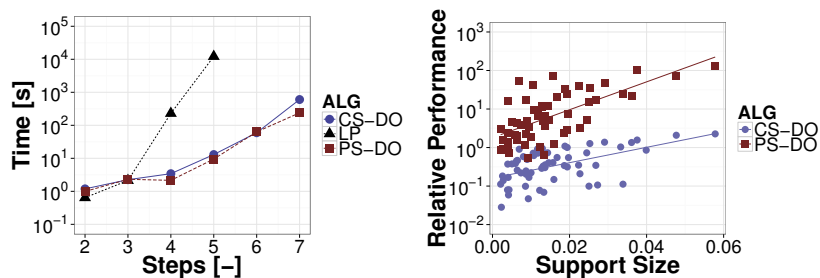 Time [s]
10^5
10^4
10^3
10^2
10^1
10^0
10^-1
2 3 4 5 6 7
Steps [-]
ALG
CS-DO
LP
PS-DO
Relative Performance
10^3
10^2
10^1
10^0
10^-1
10^-2
0.00 0.02 0.04 0.06
Support Size
ALG
CS-DO
PS-DO